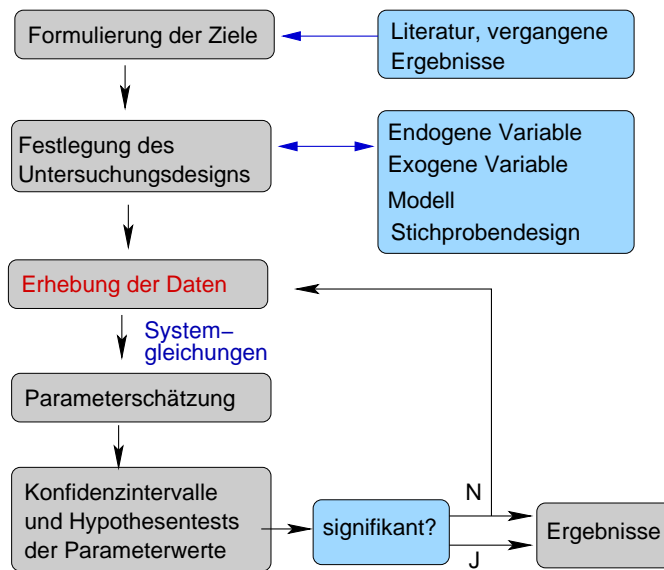 Formulierung der Ziele
Literatur, vergangene
Ergebnisse
Festlegung des
Untersuchungsdesigns
Endogene Variable
Exogene Variable
Modell
Stichprobendesign
Erhebung der Daten
System–
gleichungen
Parameterschätzung
Konfidenzintervalle
und Hypothesentests
der Parameterwerte
signifikant?
N
J
Ergebnisse